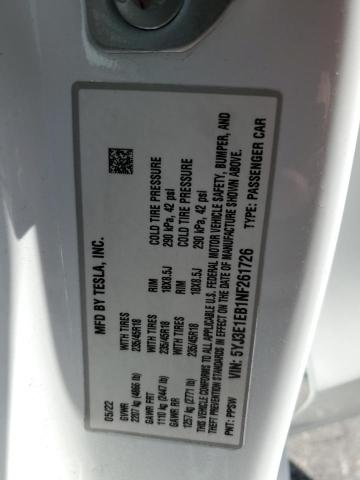 MFD BY TESLA, INC.
05/22
GVWR WITH TIRES RIM COLD TIRE PRESSURE
2207 kg (4866 lb) 235/45R18 18X8.5J 290 kPa, 42 psi
GAWR FRT WITH TIRES RIM COLD TIRE PRESSURE
1110 kg (2447 lb) 235/45R18 18X8.5J 290 kPa, 42 psi
GAWR RR
1257 kg (2771 lb)
THIS VEHICLE CONFORMS TO ALL APPLICABLE U.S. FEDERAL MOTOR VEHICLE SAFETY, BUMPER, AND
THEFT PREVENTION STANDARDS IN EFFECT ON THE DATE OF MANUFACTURE SHOWN ABOVE.
VIN: 5YJ3E1EB1NF261726 TYPE: PASSENGER CAR
PNT: PPSW